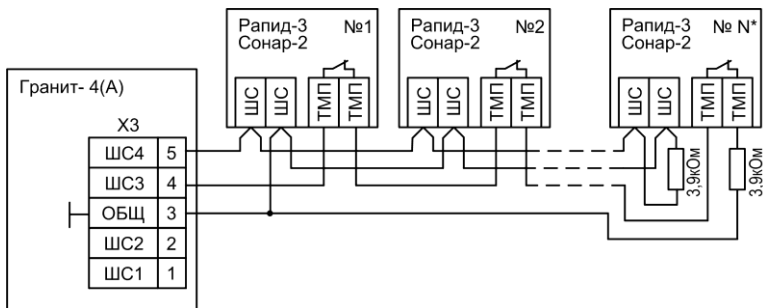 Рапид-3 №1
Сонар-2
ШС ШС ТМП ТМП
Рапид-3 №2
Сонар-2
ШС ШС ТМП ТМП
Рапид-3 № N*
Сонар-2
ШС ШС ТМП ТМП
Гранит- 4(А)
Х3
ШС4 5
ШС3 4
ОБЩ 3
ШС2 2
ШС1 1
3,9кОм
3,9кОм